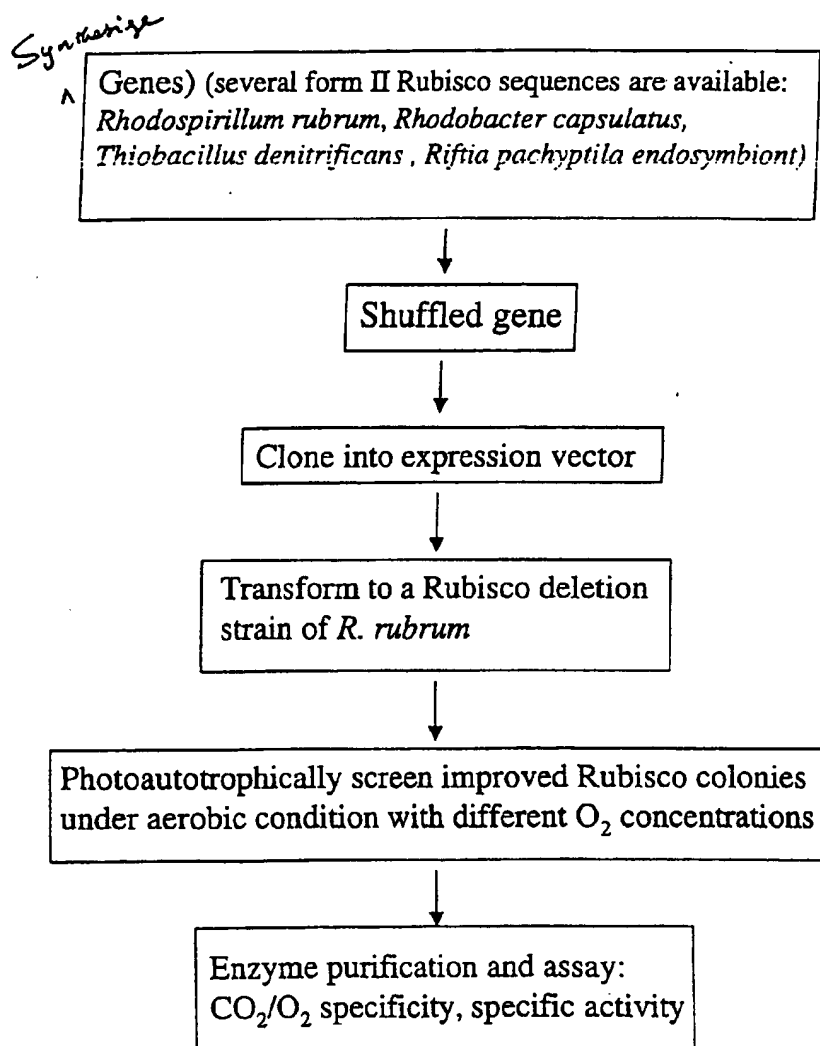 Synthesize
^ Genes) (several form II Rubisco sequences are available:
Rhodospirillum rubrum, Rhodobacter capsulatus,
Thiobacillus denitrificans , Riftia pachyptila endosymbiont)
Shuffled gene
Clone into expression vector
Transform to a Rubisco deletion
strain of R. rubrum
Photoautotrophically screen improved Rubisco colonies
under aerobic condition with different O₂ concentrations
Enzyme purification and assay:
CO₂/O₂ specificity, specific activity